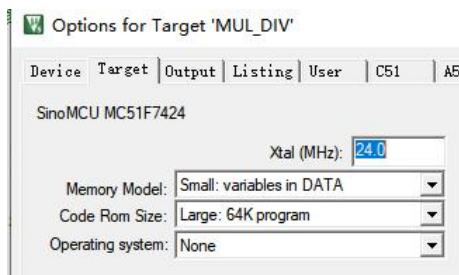 Options for Target 'MUL_DIV'
Device Target Output Listing User C51
SinoMCU MC51F7424
Xtal (MHz): 24.0
Memory Model: Small: variables in DATA
Code Rom Size: Large: 64K program
Operating system: None